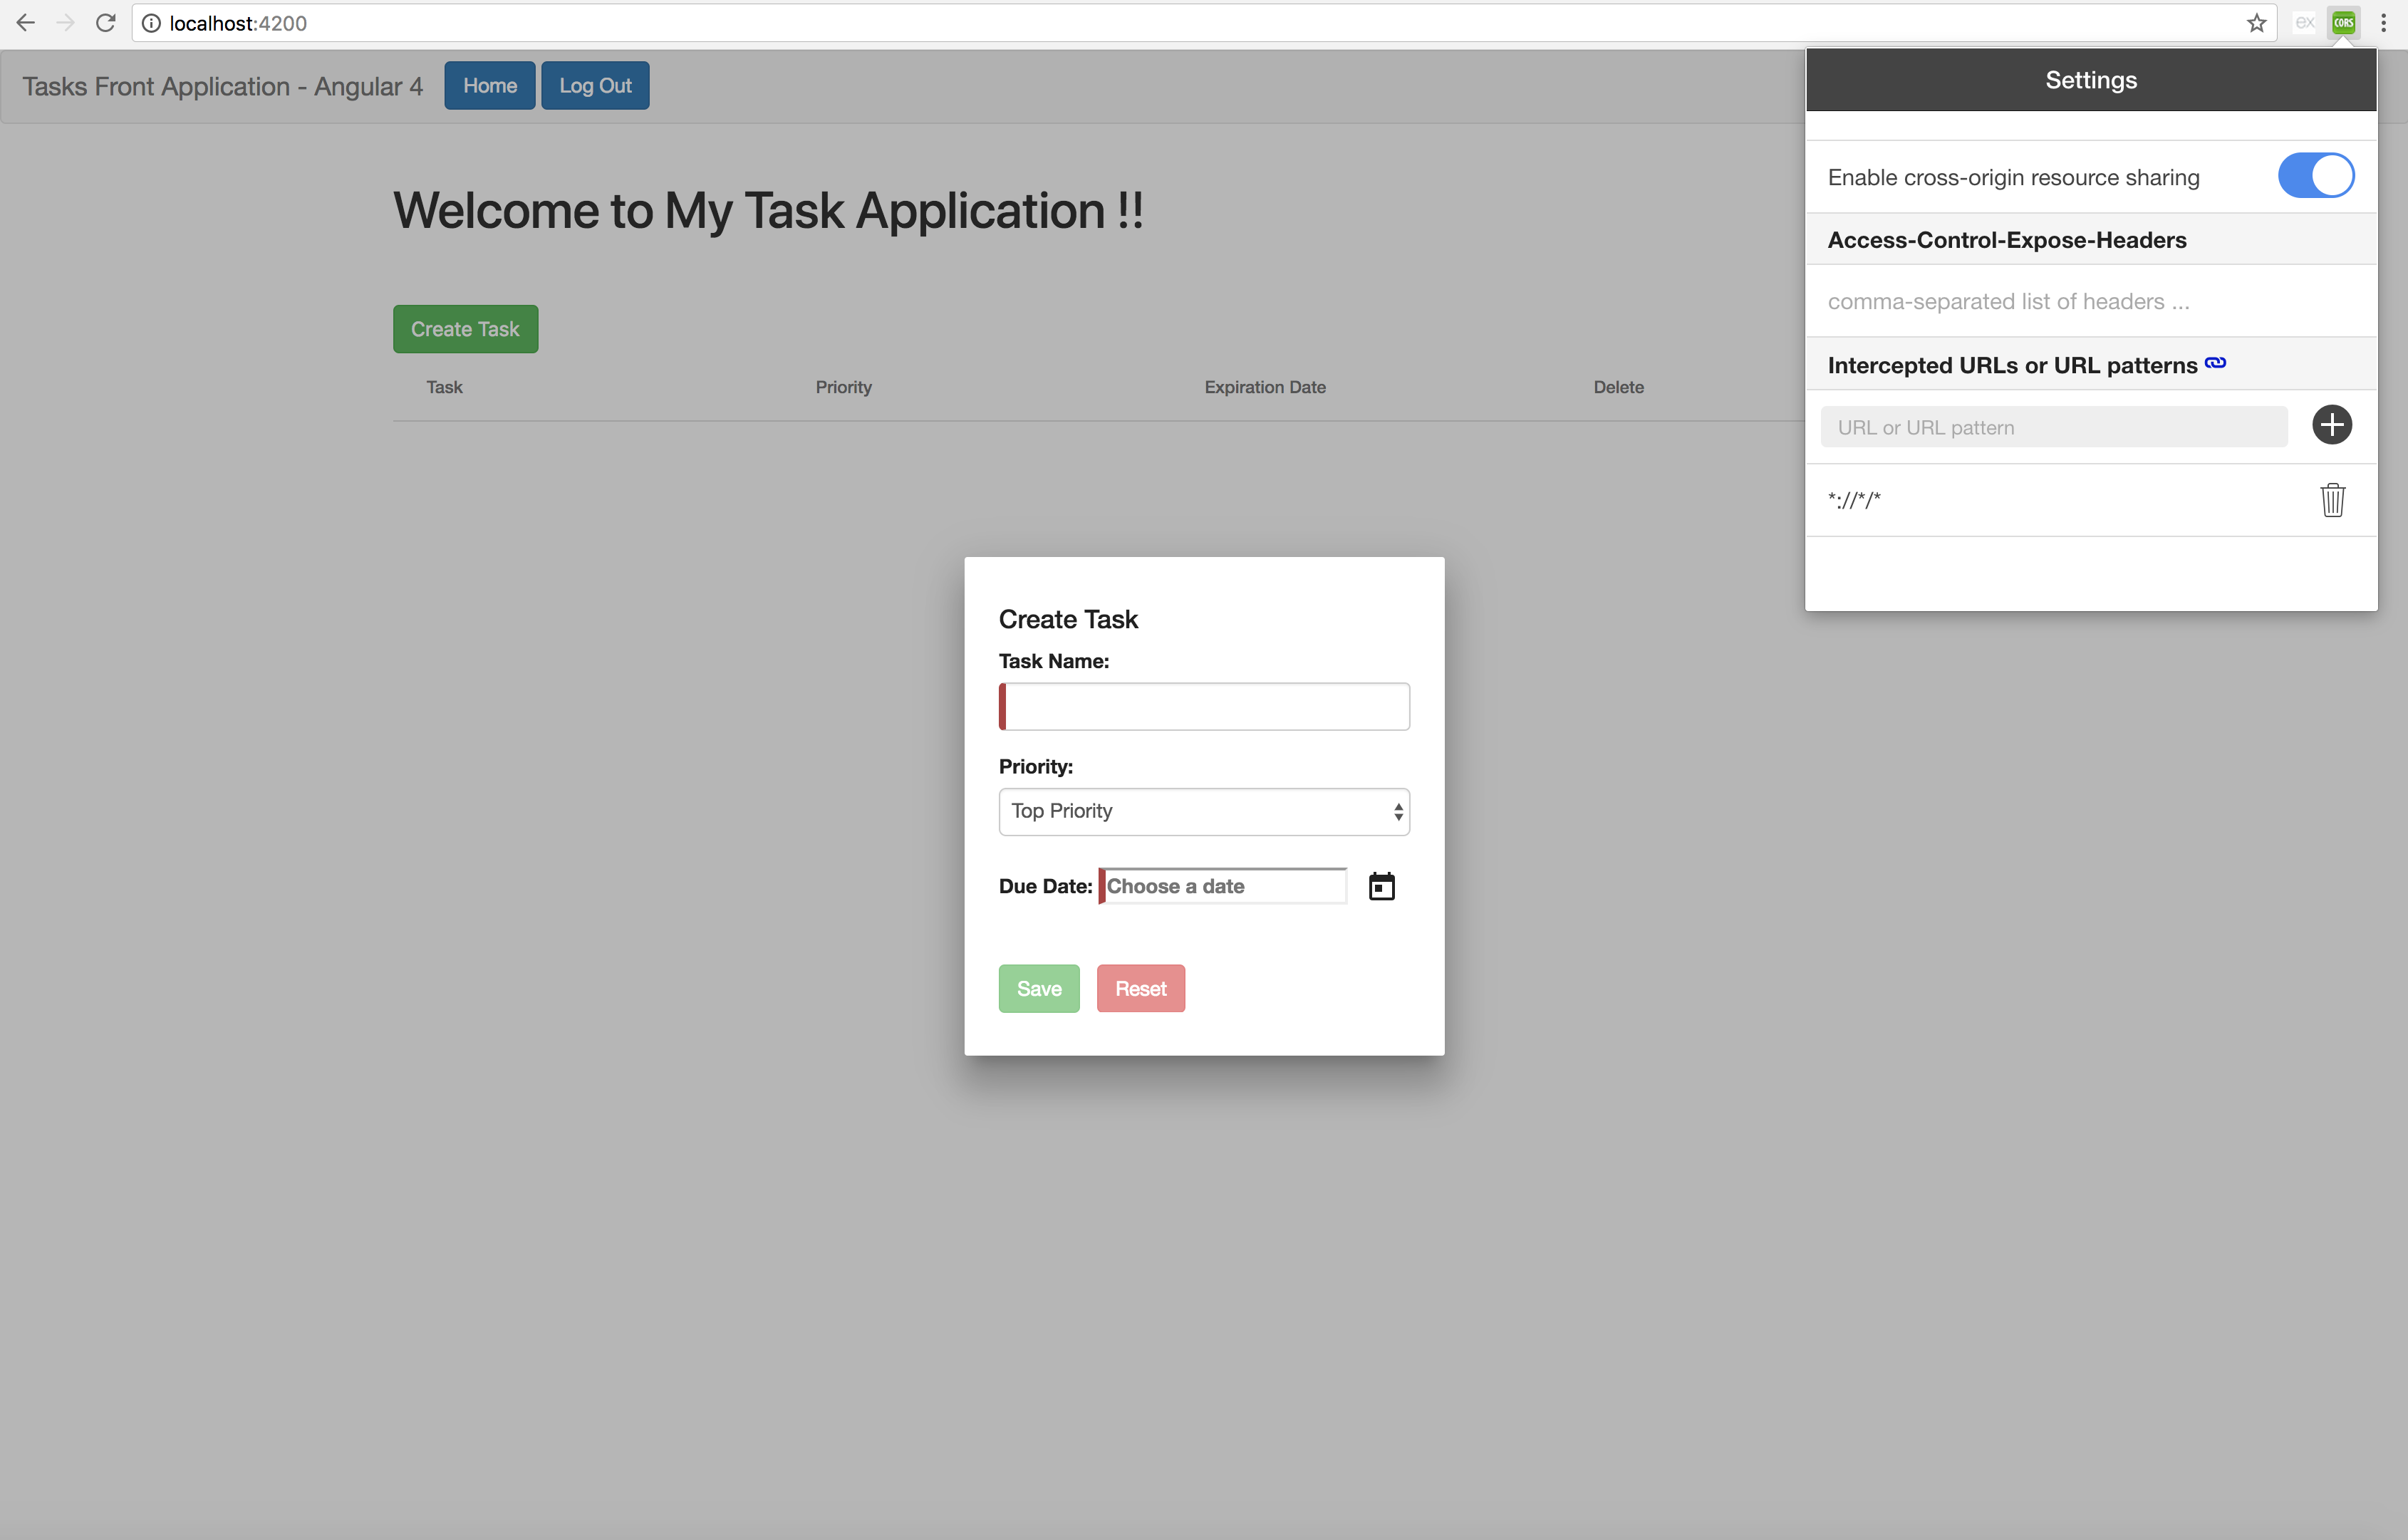 localhost:4200
ex
CORS
Tasks Front Application - Angular 4
Home
Log Out
Settings
Enable cross-origin resource sharing
Access-Control-Expose-Headers
comma-separated list of headers ...
Intercepted URLs or URL patterns
URL or URL pattern
*://*/*
Welcome to My Task Application !!
Create Task
Task Priority Expiration Date Delete
Create Task
Task Name:
Priority:
Top Priority
Due Date: Choose a date
Save Reset